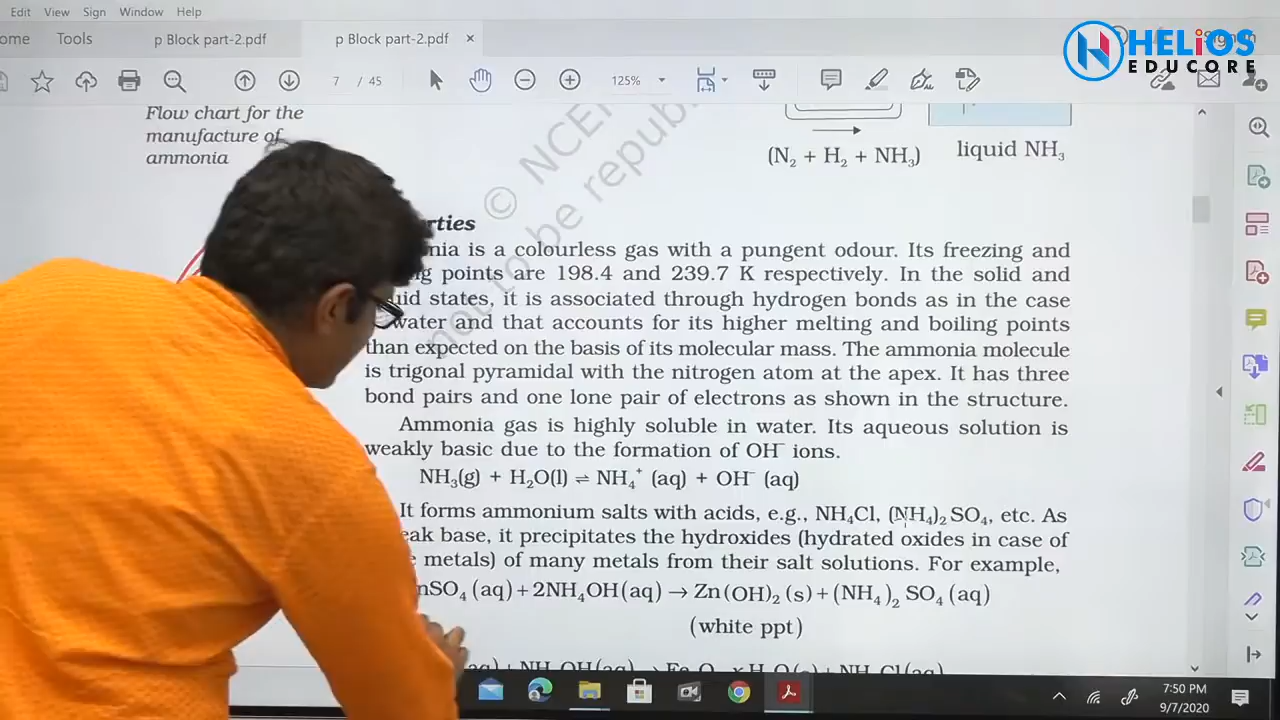 Edit View Sign Window Help
ome Tools p Block part-2.pdf p Block part-2.pdf ×
HELiOS
EDUCORE
7 / 45 125%
Flow chart for the
manufacture of
ammonia
(N₂ + H₂ + NH₃) liquid NH₃
© NCE
not to be republ
rties
nia is a colourless gas with a pungent odour. Its freezing and
g points are 198.4 and 239.7 K respectively. In the solid and
uid states, it is associated through hydrogen bonds as in the case
water and that accounts for its higher melting and boiling points
than expected on the basis of its molecular mass. The ammonia molecule
is trigonal pyramidal with the nitrogen atom at the apex. It has three
bond pairs and one lone pair of electrons as shown in the structure.
Ammonia gas is highly soluble in water. Its aqueous solution is
weakly basic due to the formation of OH⁻ ions.
NH₃(g) + H₂O(l) ⇌ NH₄⁺ (aq) + OH⁻ (aq)
It forms ammonium salts with acids, e.g., NH₄Cl, (NH₄)₂ SO₄, etc. As
eak base, it precipitates the hydroxides (hydrated oxides in case of
metals) of many metals from their salt solutions. For example,
nSO₄ (aq) + 2NH₄OH (aq) → Zn (OH)₂ (s) + (NH₄)₂ SO₄ (aq)
(white ppt)
7:50 PM
9/7/2020